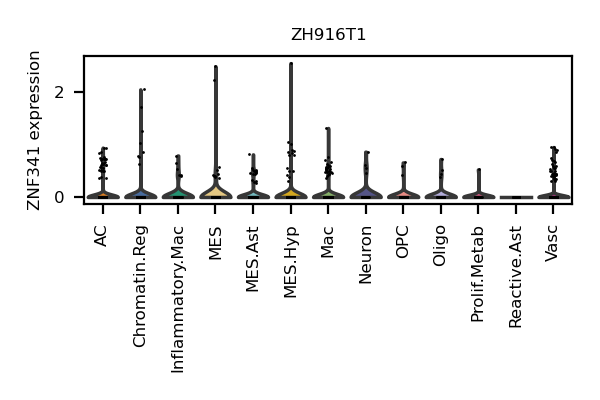 ZH916T1
ZNF341 expression
2
0
AC
Chromatin.Reg
Inflammatory.Mac
MES
MES.Ast
MES.Hyp
Mac
Neuron
OPC
Oligo
Prolif.Metab
Reactive.Ast
Vasc